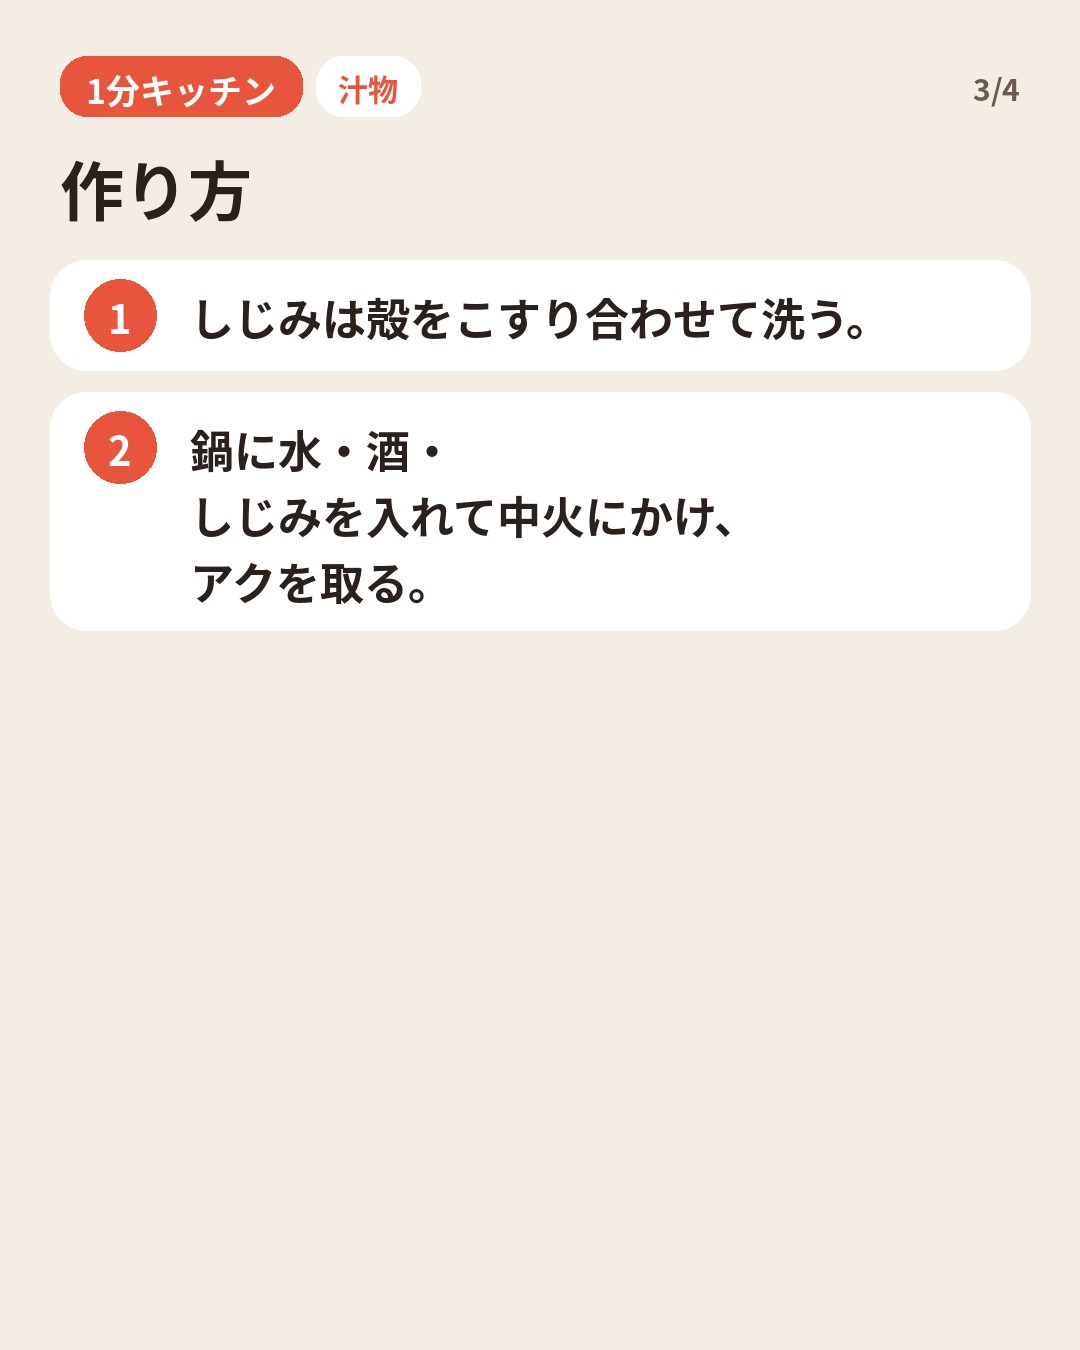 1分キッチン 汁物 3/4
作り方
1 しじみは殻をこすり合わせて洗う。
2 鍋に水・酒・
しじみを入れて中火にかけ、
アクを取る。